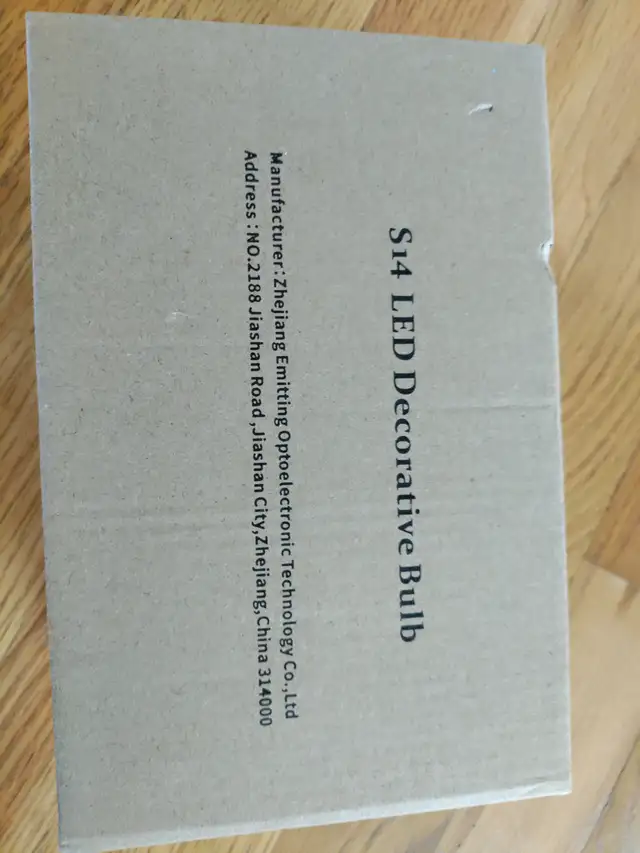 S14 LED Decorative Bulb
Manufacturer:Zhejiang Emitting Optoelectronic Technology Co.,Ltd
Address :NO.2188 Jiashan Road ,Jiashan City,Zhejiang,China 314000